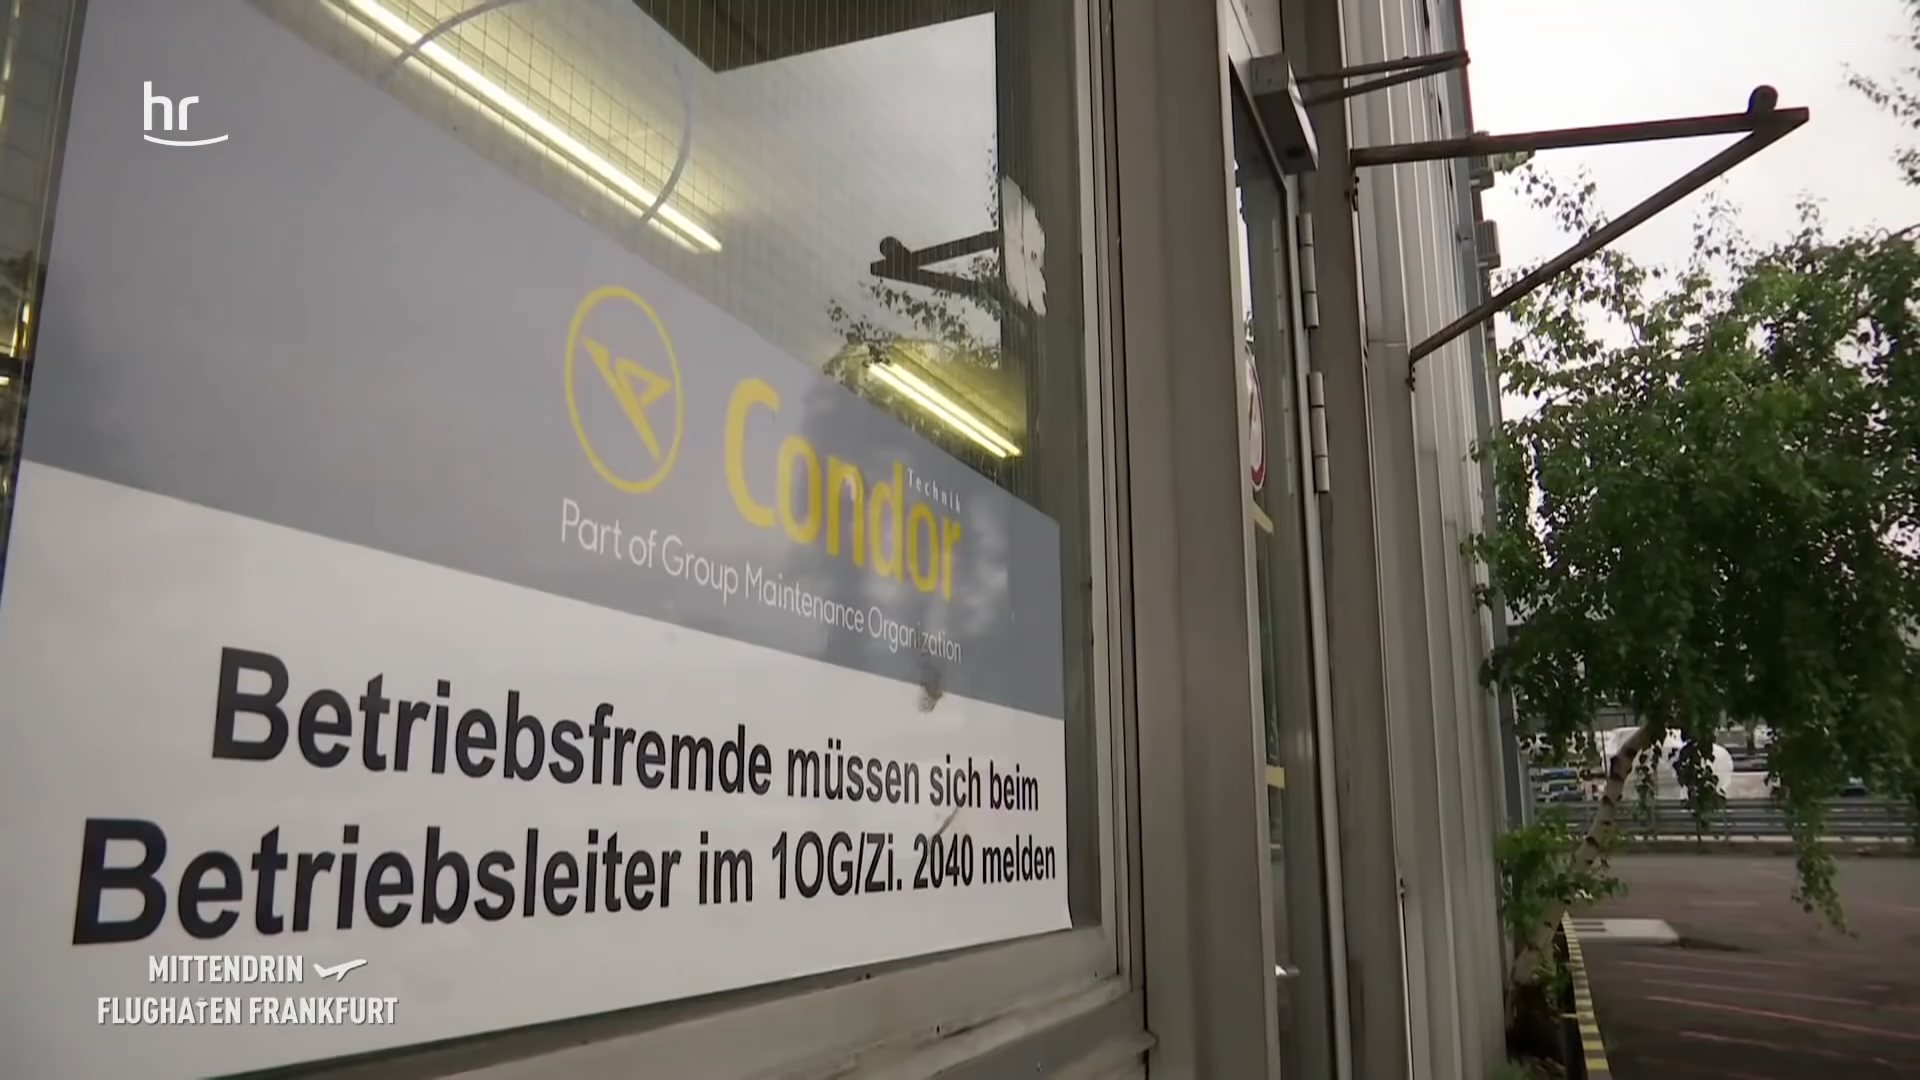 hr
Condor
Technik
Part of Group Maintenance Organization
Betriebsfremde müssen sich beim
Betriebsleiter im 1OG/Zi. 2040 melden
MITTENDRIN
FLUGHAFEN FRANKFURT